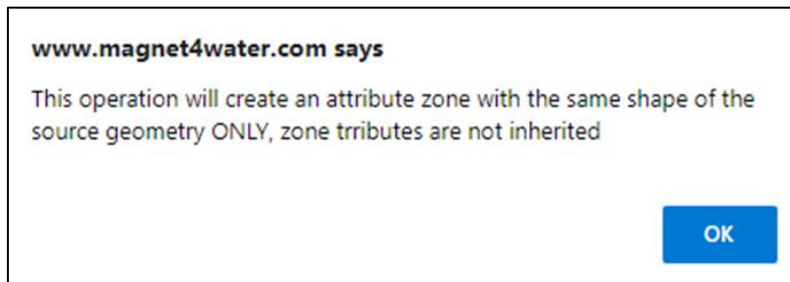 www.magnet4water.com says
This operation will create an attribute zone with the same shape of the
source geometry ONLY, zone trributes are not inherited
OK